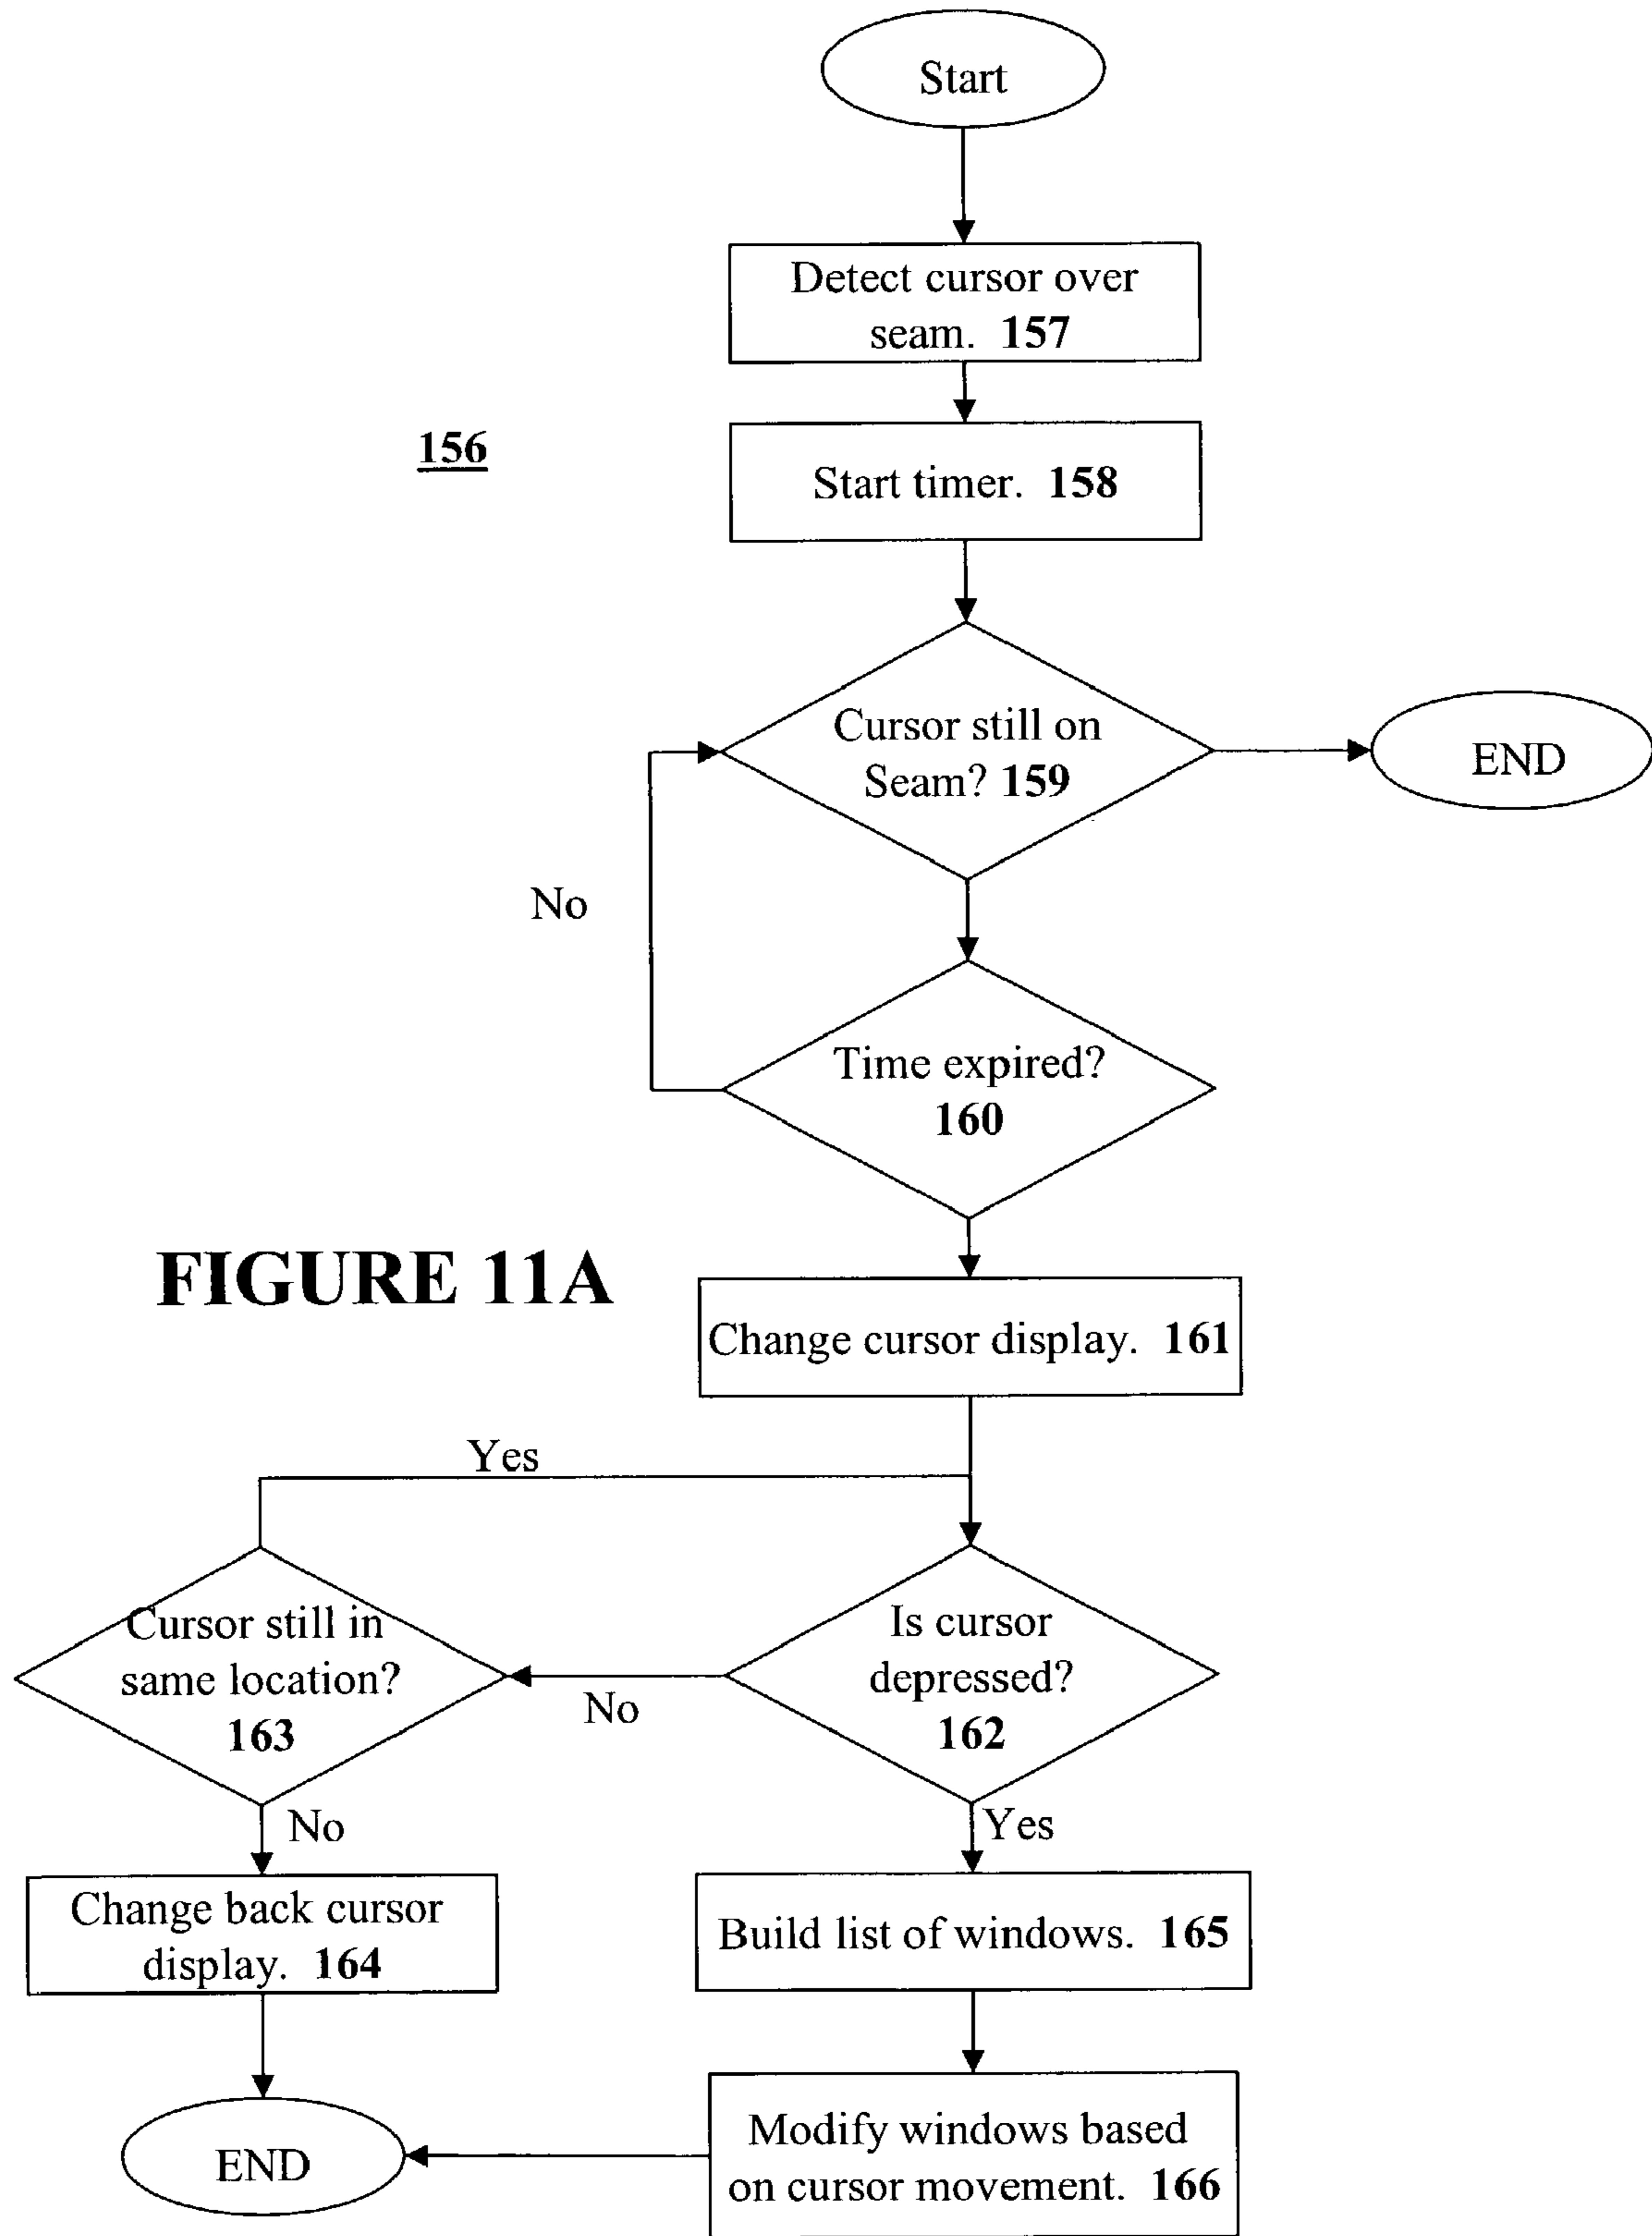 Start
Detect cursor over
seam. 157
156
Start timer. 158
Cursor still on
Seam? 159
END
No
Time expired?
160
FIGURE 11A
Change cursor display. 161
Yes
Cursor still in
same location?
163
No
Is cursor
depressed?
162
No
Yes
Change back cursor
display. 164
Build list of windows. 165
END
Modify windows based
on cursor movement. 166